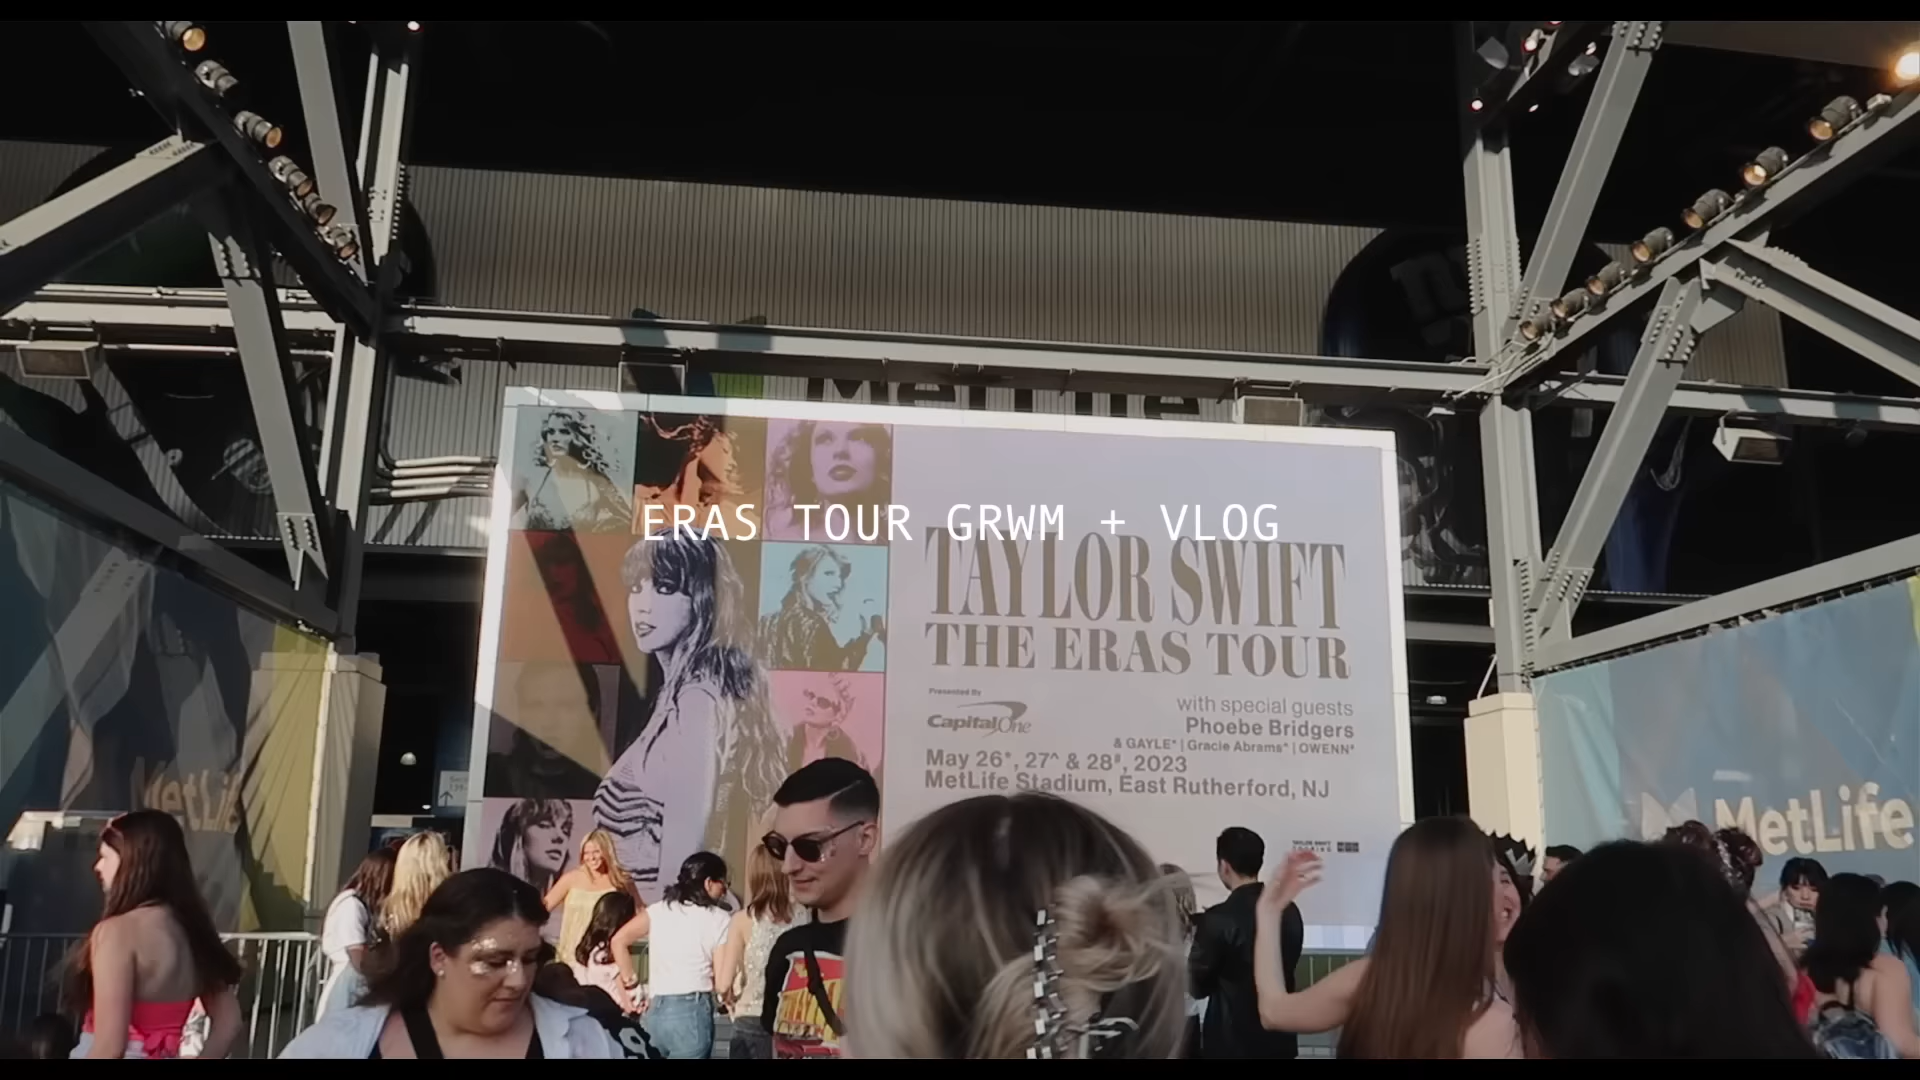 MetLife
ERAS TOUR GRWM + VLOG
TAYLOR SWIFT
THE ERAS TOUR
Presented By
Capital One
with special guests
Phoebe Bridgers
& GAYLE* | Gracie Abrams^ | OWENN#
May 26*, 27^ & 28#, 2023
MetLife Stadium, East Rutherford, NJ
MetLife
MetLife